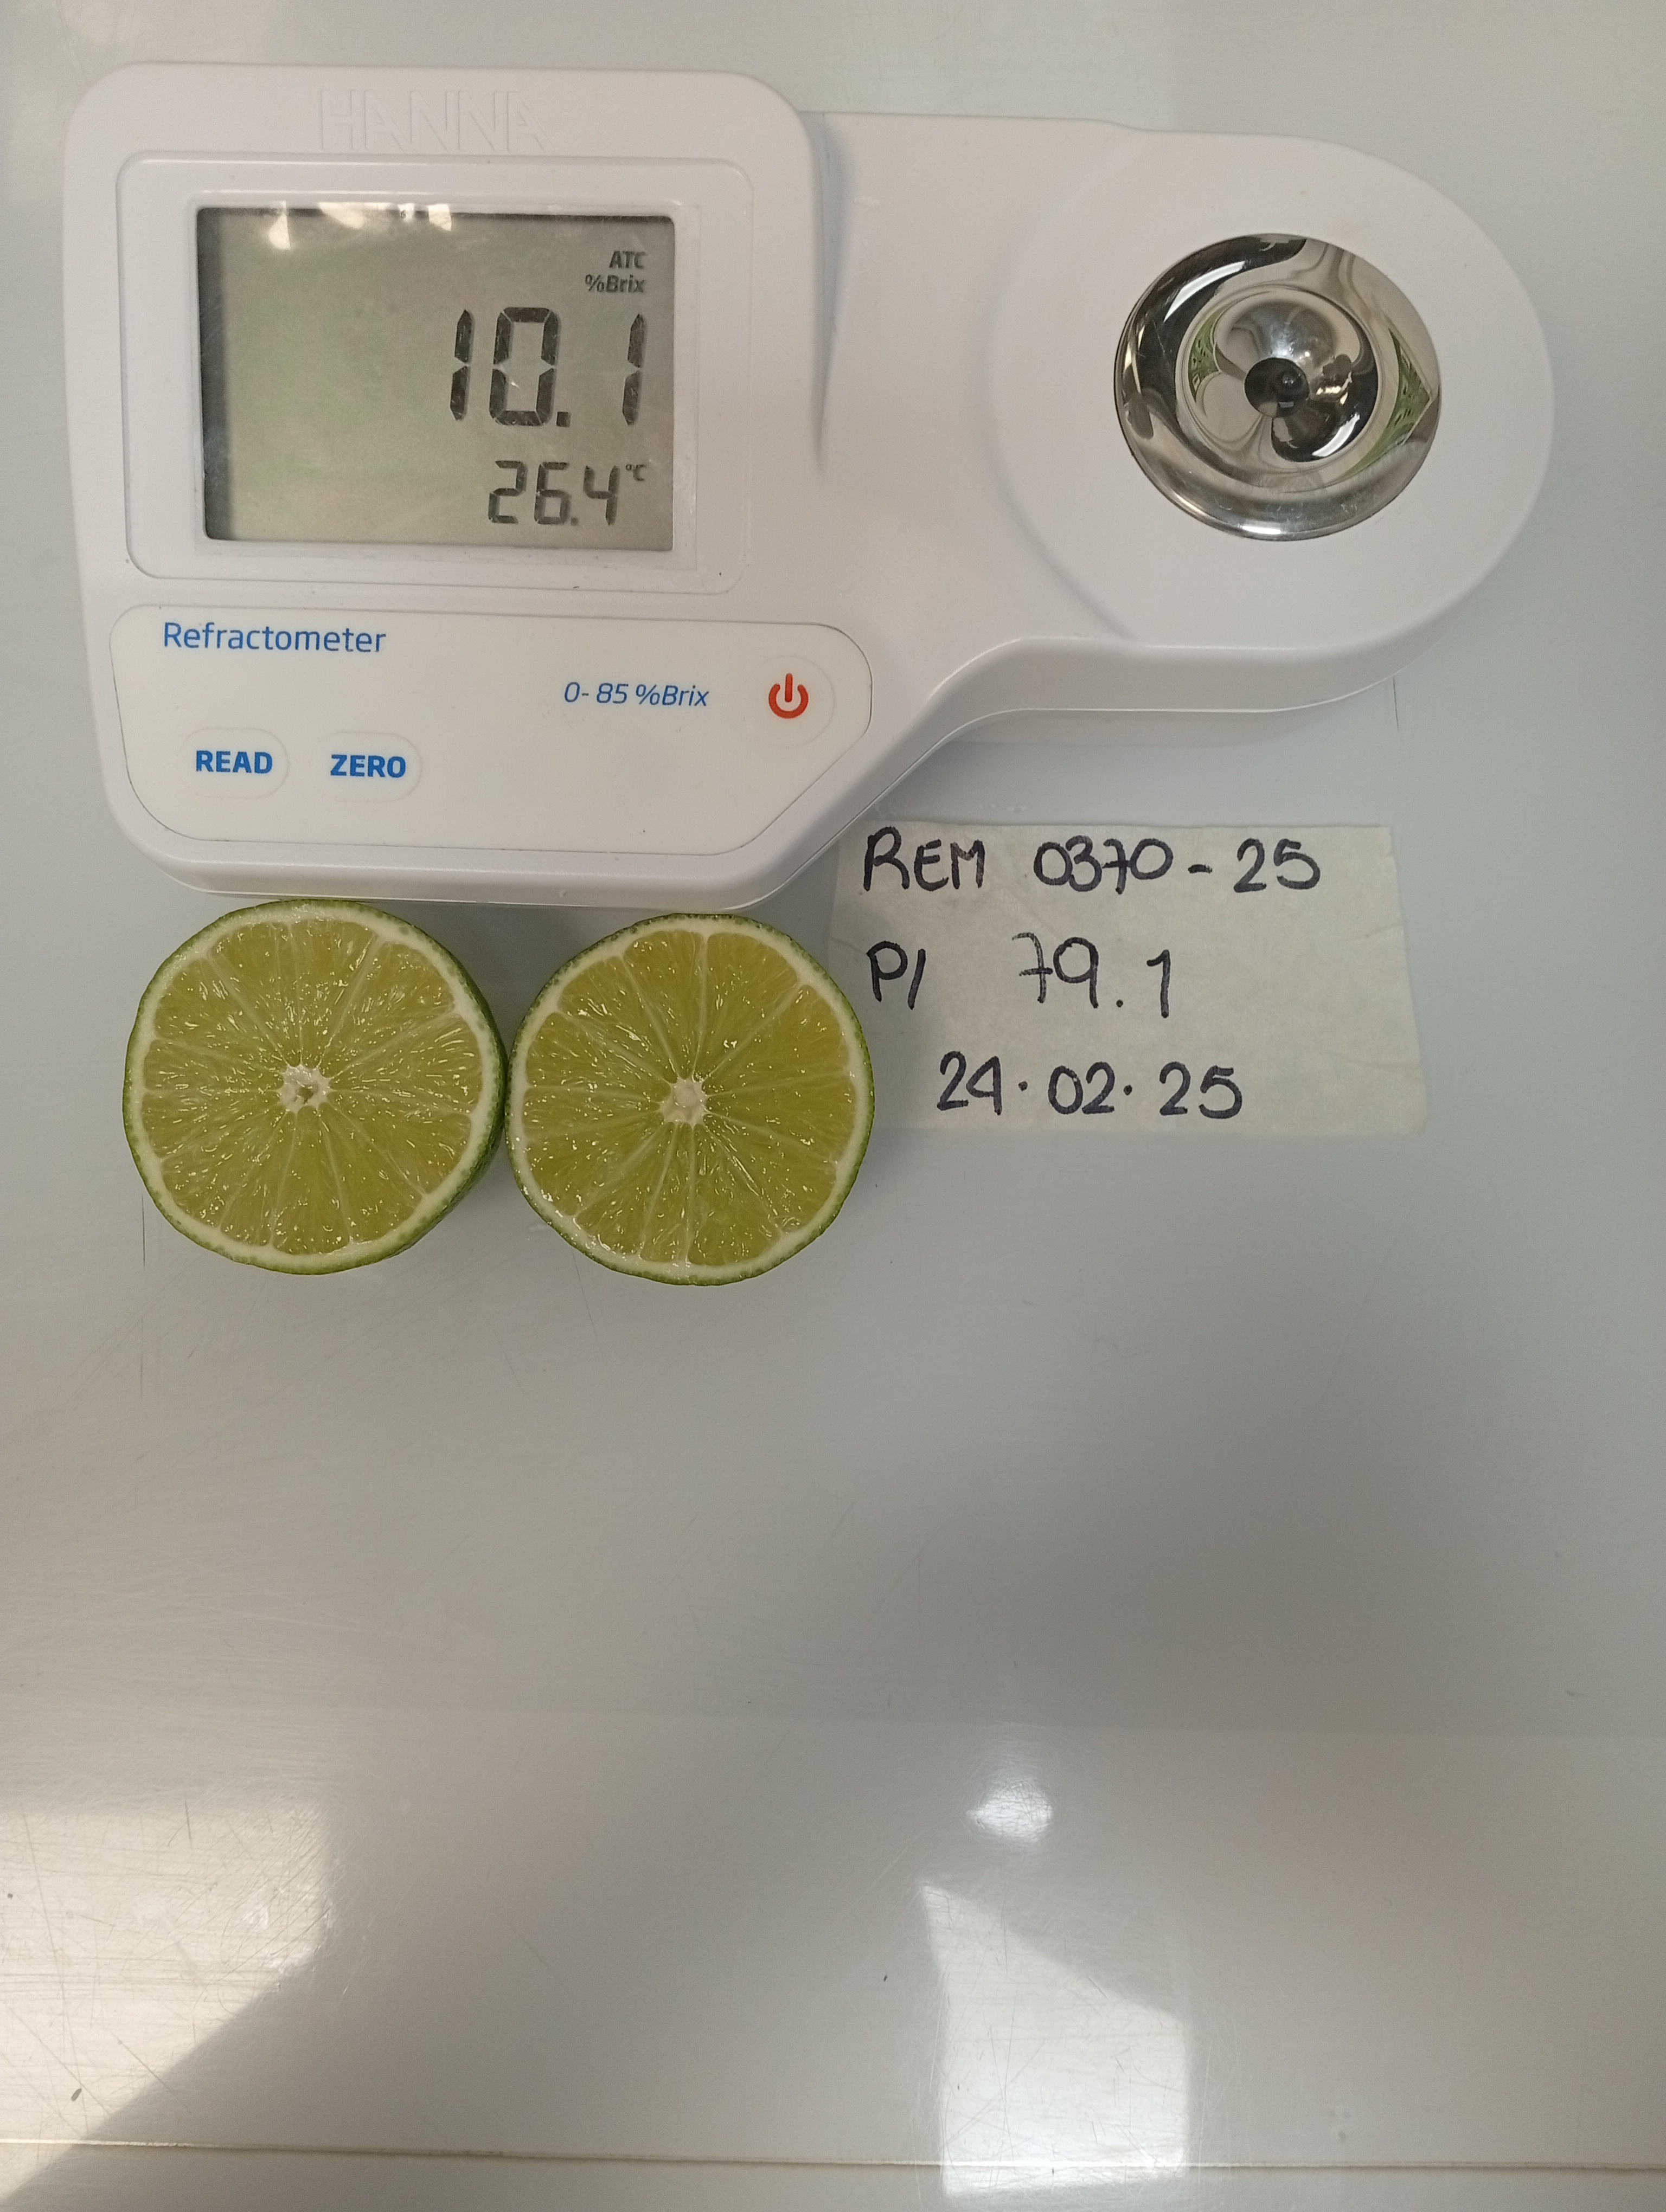 HANNA
ATC
%Brix
10.1
26.4°C
Refractometer
0-85 %Brix
READ ZERO
REM 0370-25
P/ 79.1
24.02.25